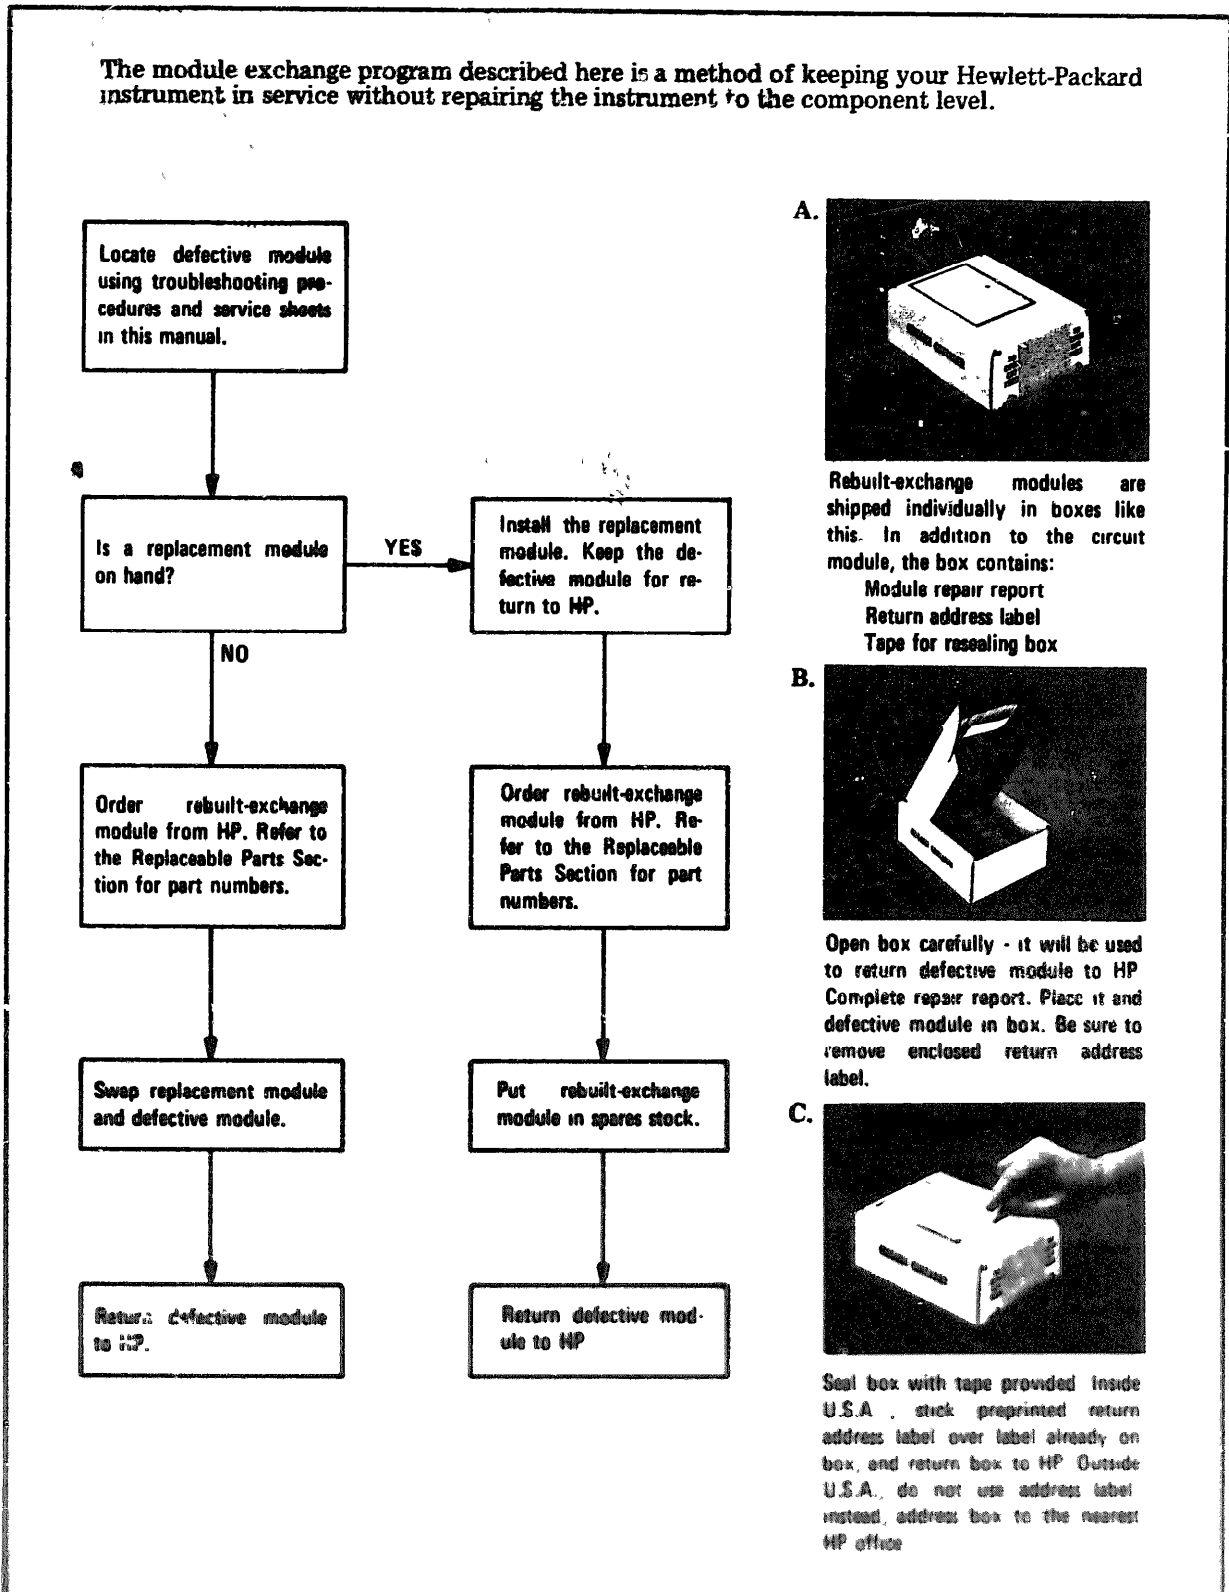 The module exchange program described here is a method of keeping your Hewlett-Packard
instrument in service without repairing the instrument to the component level.
Locate defective module
using troubleshooting pro-
cedures and service sheets
in this manual.
Is a replacement module
on hand?
YES
NO
Install the replacement
module. Keep the de-
fective module for re-
turn to HP.
Order rebuilt-exchange
module from HP. Refer to
the Replaceable Parts Sec-
tion for part numbers.
Order rebuilt-exchange
module from HP. Re-
fer to the Replaceable
Parts Section for part
numbers.
Swap replacement module
and defective module.
Put rebuilt-exchange
module in spares stock.
Return defective module
to HP.
Return defective mod-
ule to HP
A.
Rebuilt-exchange modules are
shipped individually in boxes like
this. In addition to the circuit
module, the box contains:
Module repair report
Return address label
Tape for resealing box
B.
Open box carefully - it will be used
to return defective module to HP
Complete repair report. Place it and
defective module in box. Be sure to
remove enclosed return address
label.
C.
Seal box with tape provided Inside
U.S.A , stick preprinted return
address label over label already on
box, and return box to HP Outside
U.S.A., do not use address label
instead, address box to the nearest
HP office